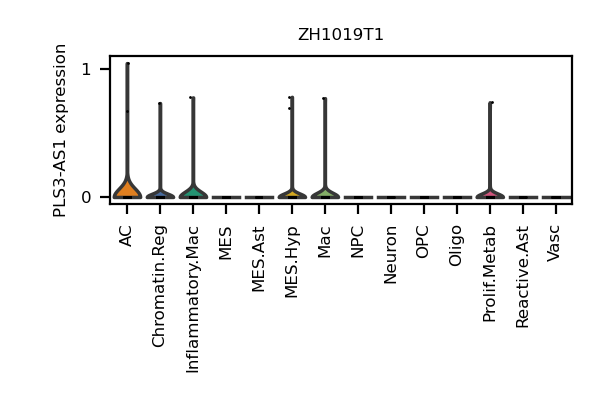 ZH1019T1
PLS3-AS1 expression
1
0
AC
Chromatin.Reg
Inflammatory.Mac
MES
MES.Ast
MES.Hyp
Mac
NPC
Neuron
OPC
Oligo
Prolif.Metab
Reactive.Ast
Vasc